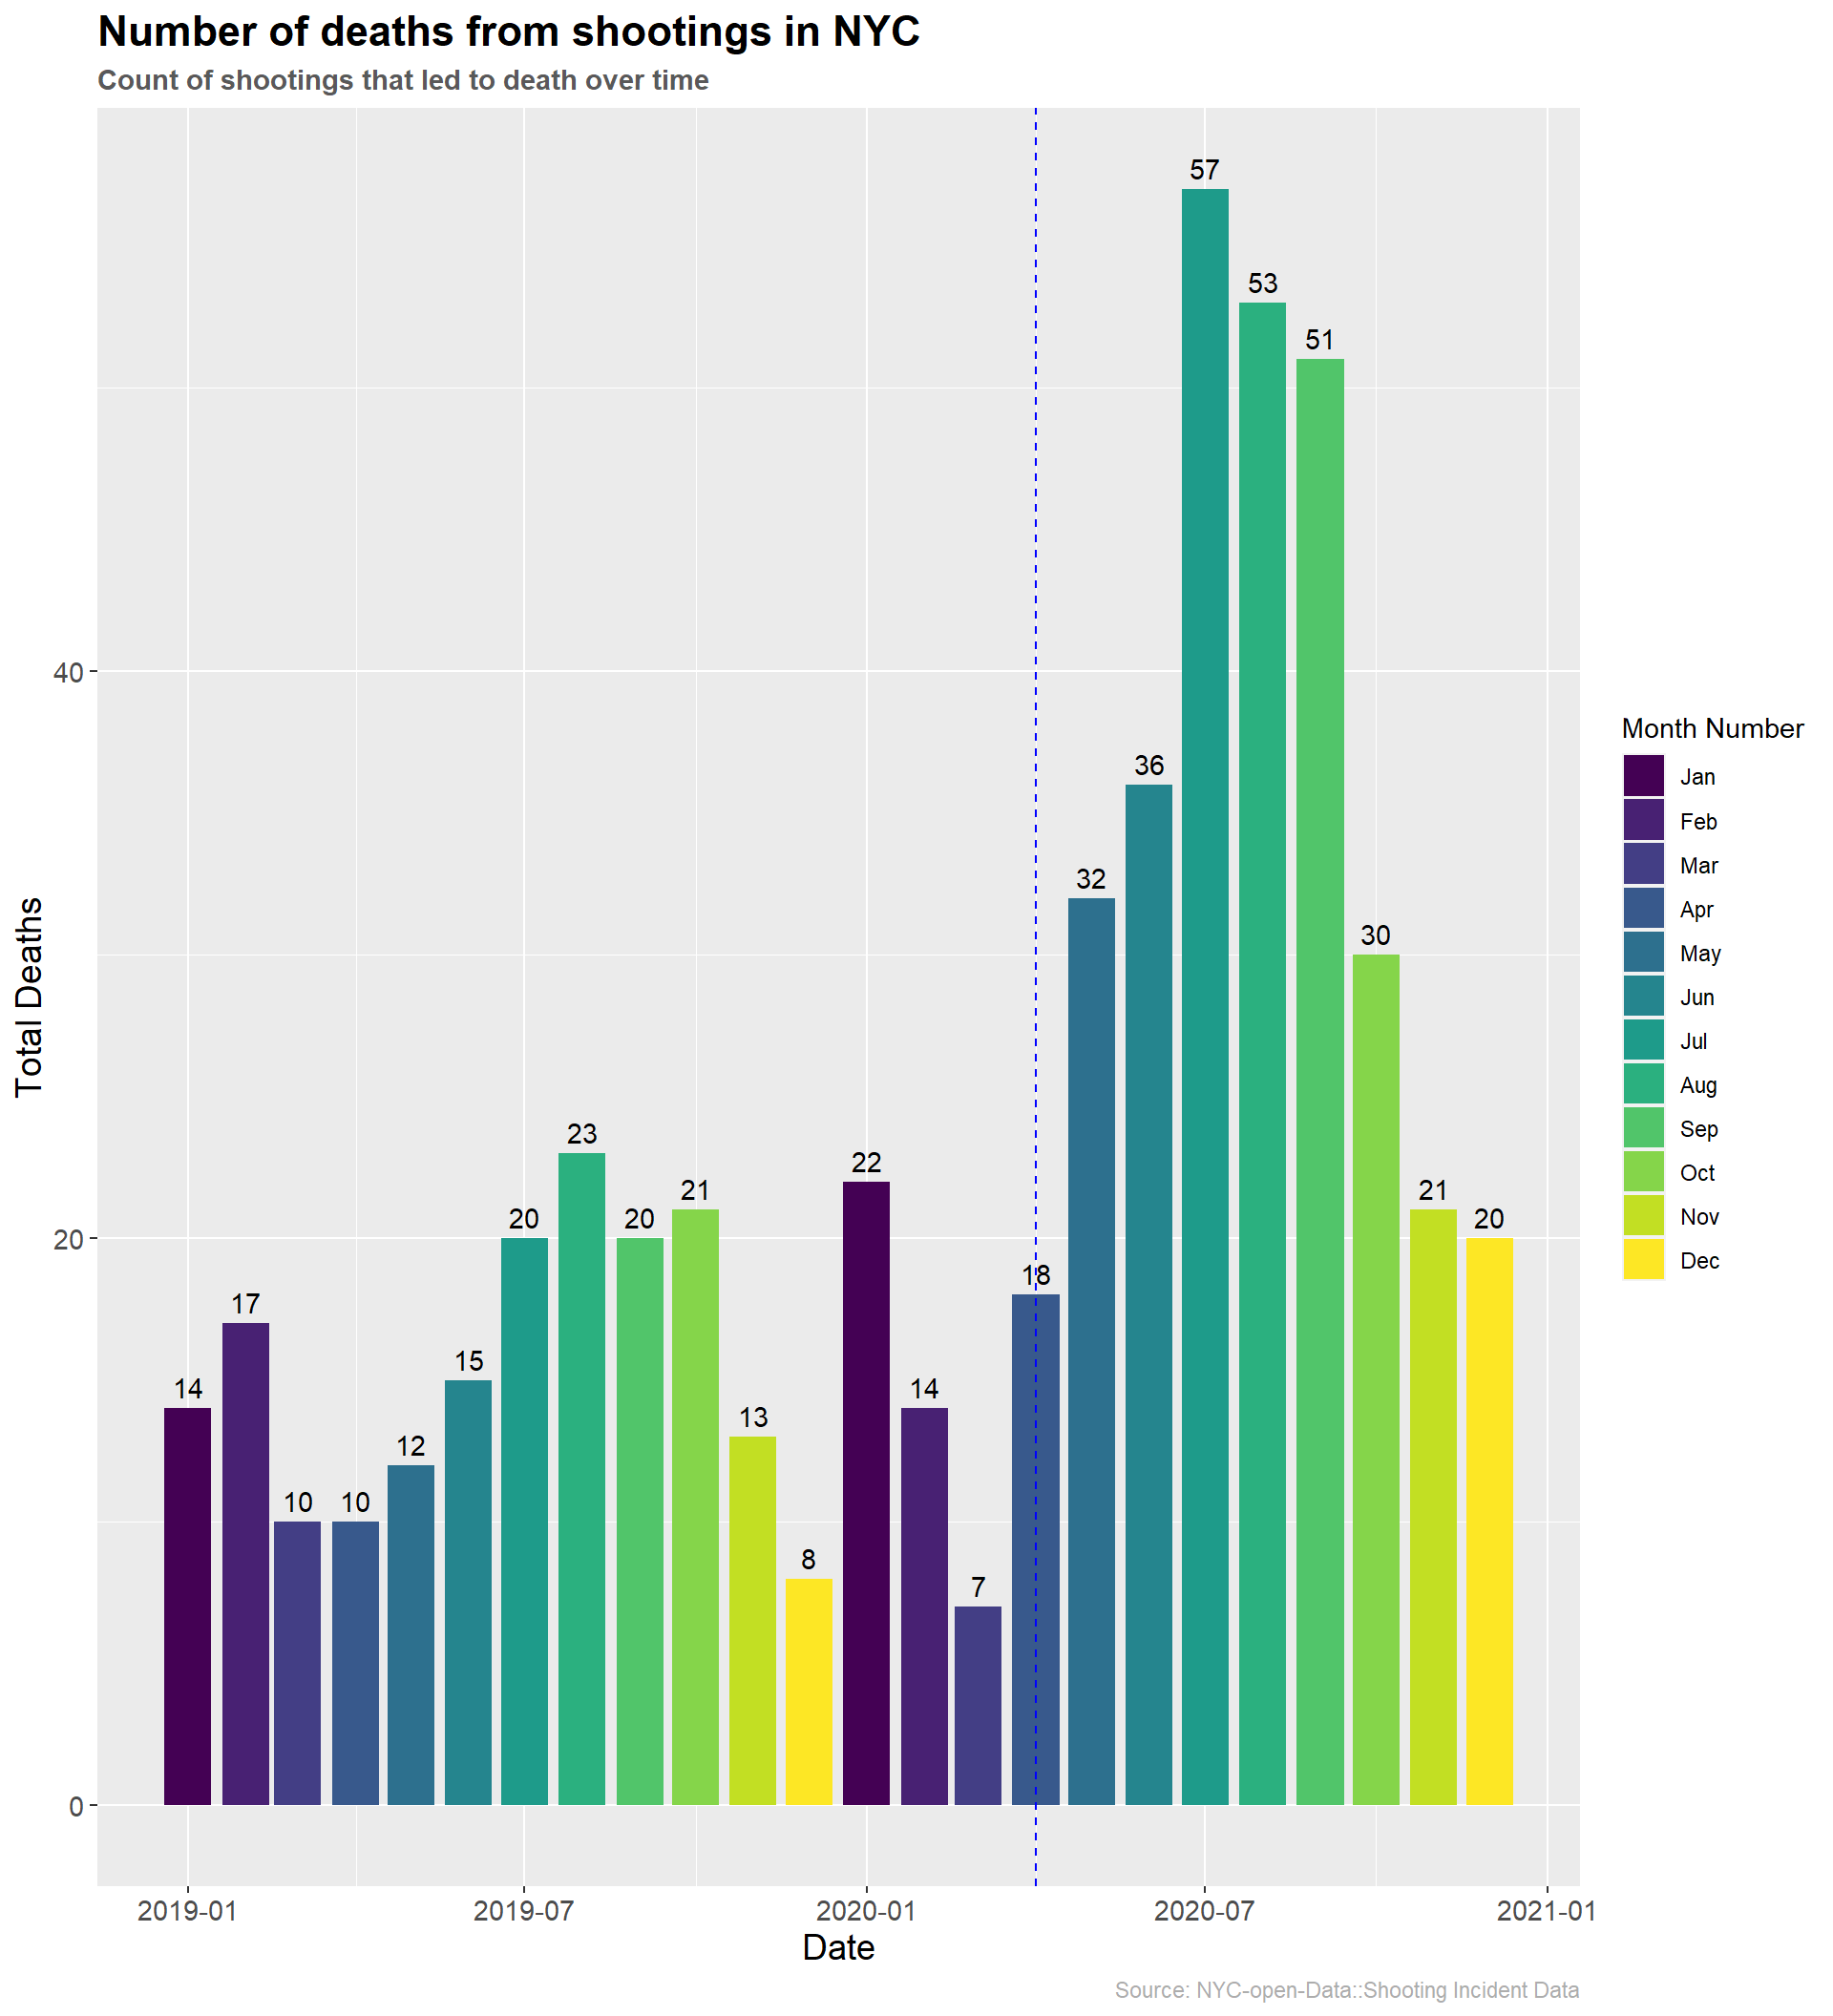 Number of deaths from shootings in NYC
Count of shootings that led to death over time
Total Deaths
40
20
0
14
17
10
10
12
15
20
23
20
21
13
8
22
14
7
18
32
36
57
53
51
30
21
20
2019-01
2019-07
2020-01
2020-07
2021-01
Date
Month Number
Jan
Feb
Mar
Apr
May
Jun
Jul
Aug
Sep
Oct
Nov
Dec
Source: NYC-open-Data::Shooting Incident Data